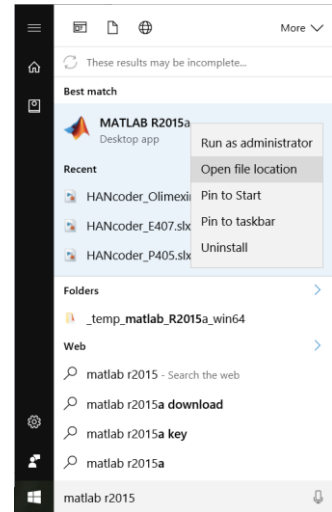 More
These results may be incomplete...
Best match
MATLAB R2015a
Desktop app
Run as administrator
Open file location
Pin to Start
Pin to taskbar
Uninstall
Recent
HANcoder_Olimexi
HANcoder_E407.slx
HANcoder_P405.slx
Folders
_temp_matlab_R2015a_win64
Web
matlab r2015 - Search the web
matlab r2015a download
matlab r2015a key
matlab r2015a
matlab r2015